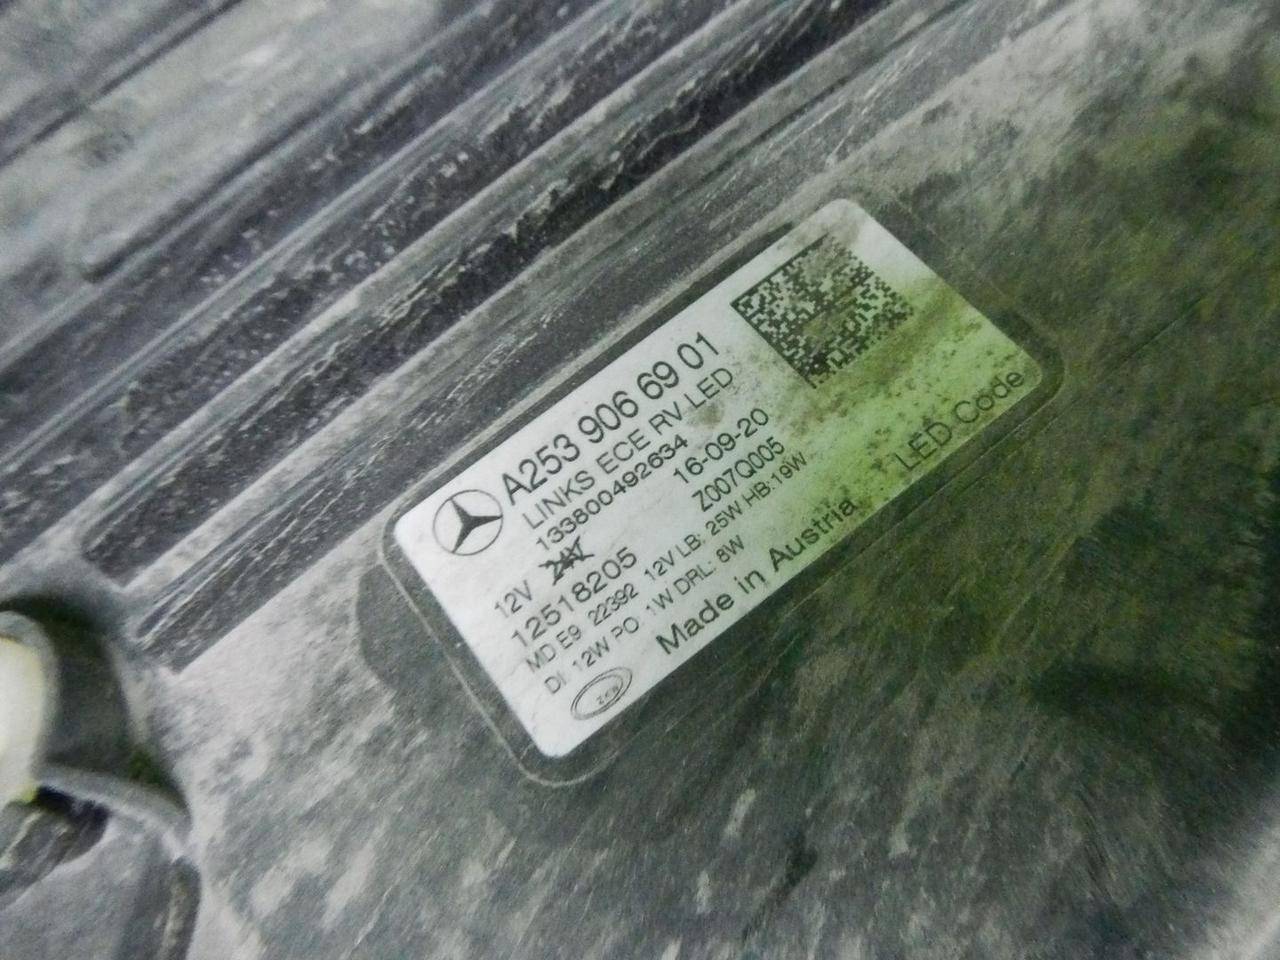 A253 906 69 01
LINKS ECE RV LED
133800492634
12V 24V 16-09-20
12518205 Z007Q005
MD E9 22392 12V LB: 25W HB:19W
DI 12W PO 1W DRL: 8W
Made in Austria LED Code
ZKB